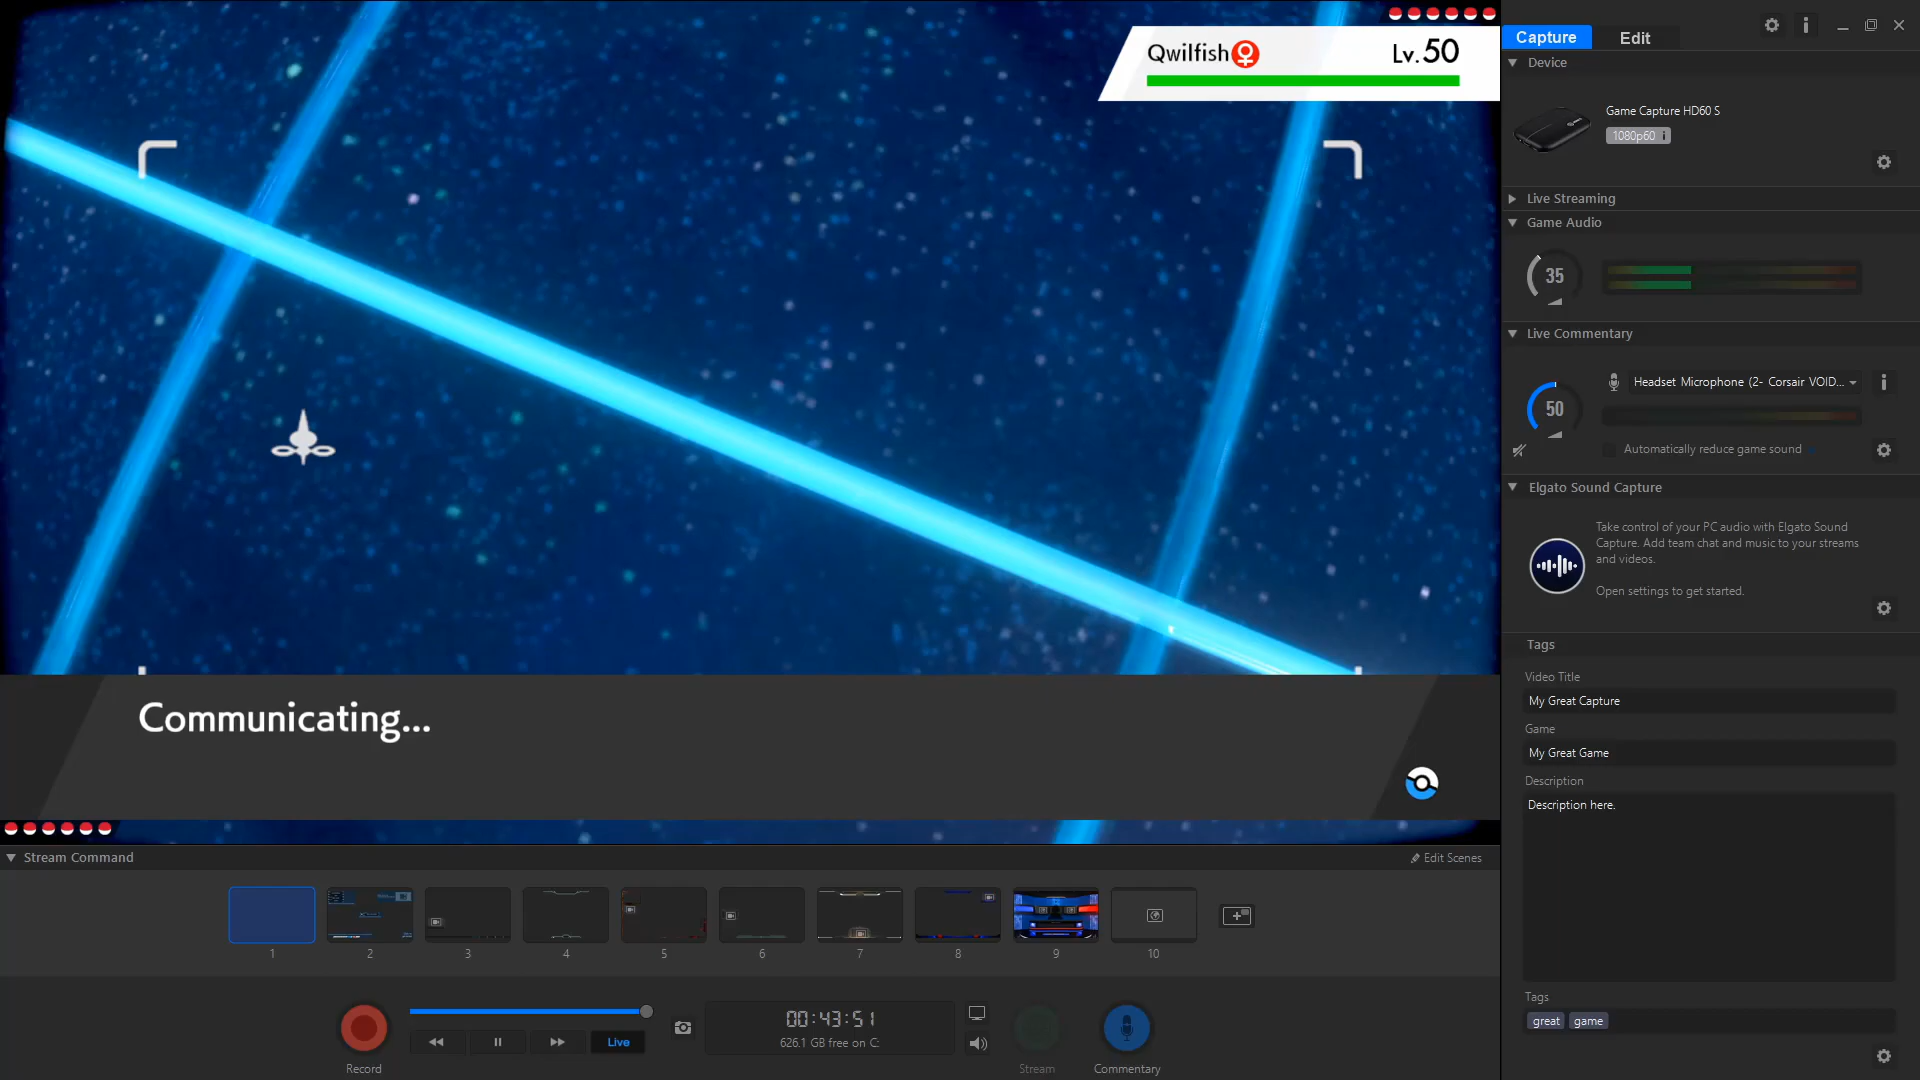 Qwilfish Lv.50
Capture Edit
Device
Game Capture HD60 S
1080p60 i
Live Streaming
Game Audio
35
Live Commentary
Headset Microphone (2- Corsair VOID...
50
Automatically reduce game sound
Elgato Sound Capture
Take control of your PC audio with Elgato Sound
Capture. Add team chat and music to your streams
and videos.
Open settings to get started.
Tags
Video Title
My Great Capture
Game
My Great Game
Description
Description here.
Tags
great game
Communicating...
Stream Command
Edit Scenes
1 2 3 4 5 6 7 8 9 10
00:43:51
626.1 GB free on C:
Live
Record
Stream
Commentary